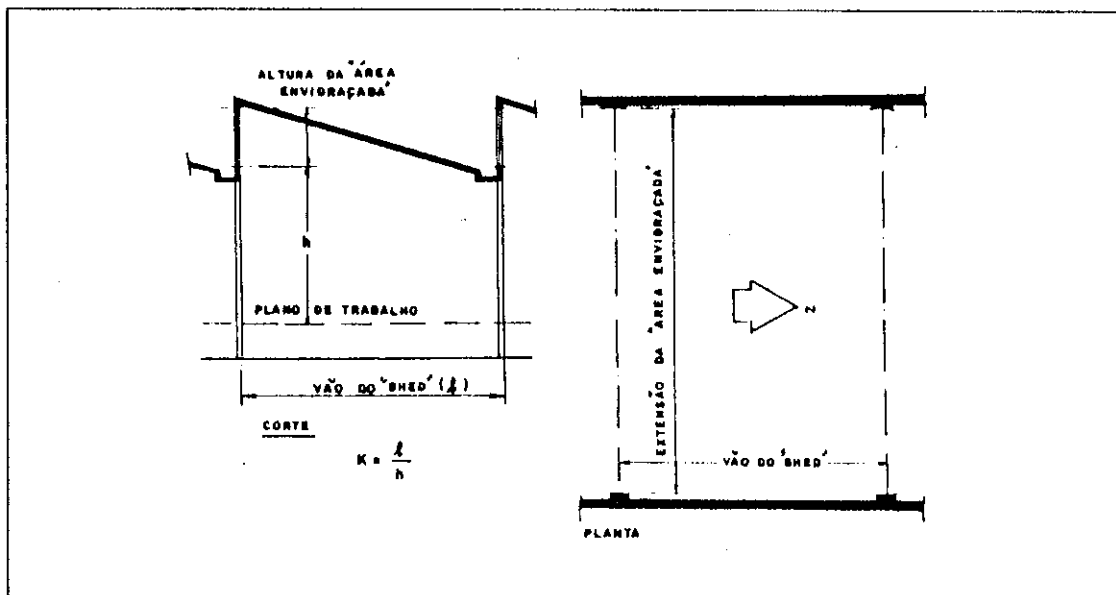 ALTURA DA "ÁREA
ENVIDRAÇADA"
h
PLANO DE TRABALHO
VÃO DO "SHED" (ℓ)
CORTE
K = ℓ/h
EXTENSÃO DA "ÁREA ENVIDRAÇADA"
N
VÃO DO "SHED"
PLANTA